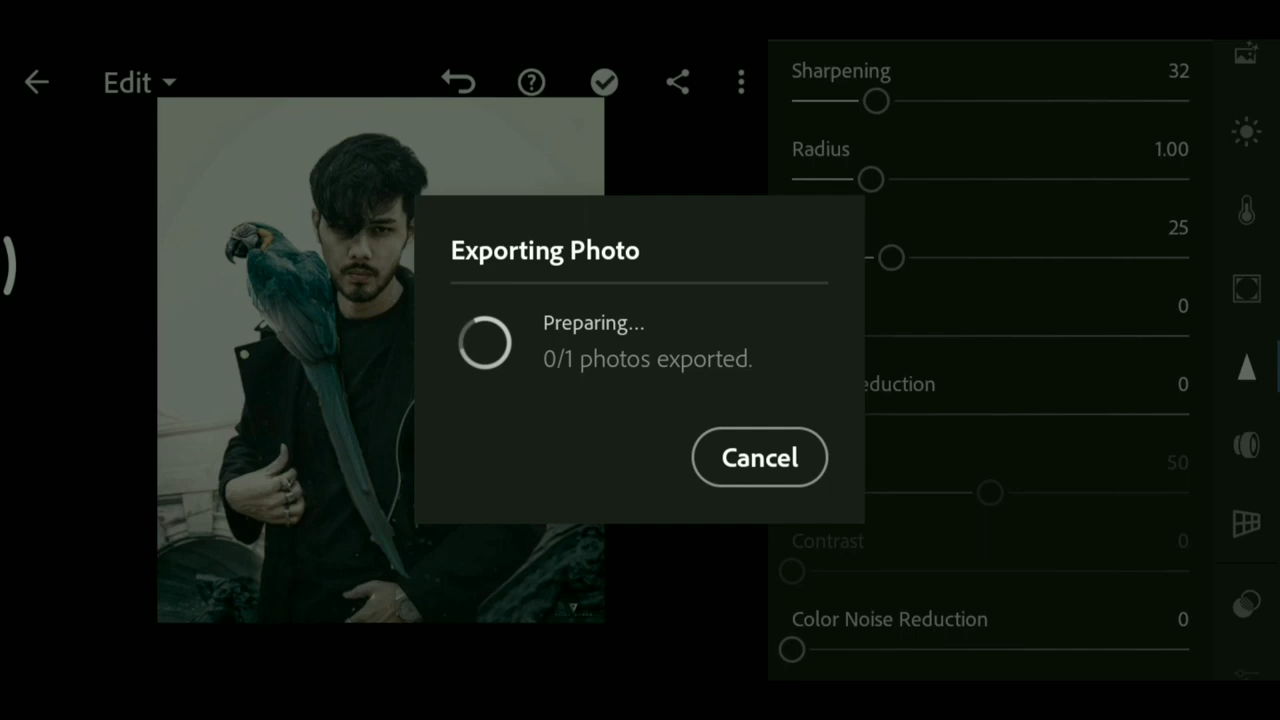 Edit
Sharpening 32
Radius 1.00
25
0
eduction 0
50
Contrast 0
Color Noise Reduction 0
Exporting Photo
Preparing...
0/1 photos exported.
Cancel